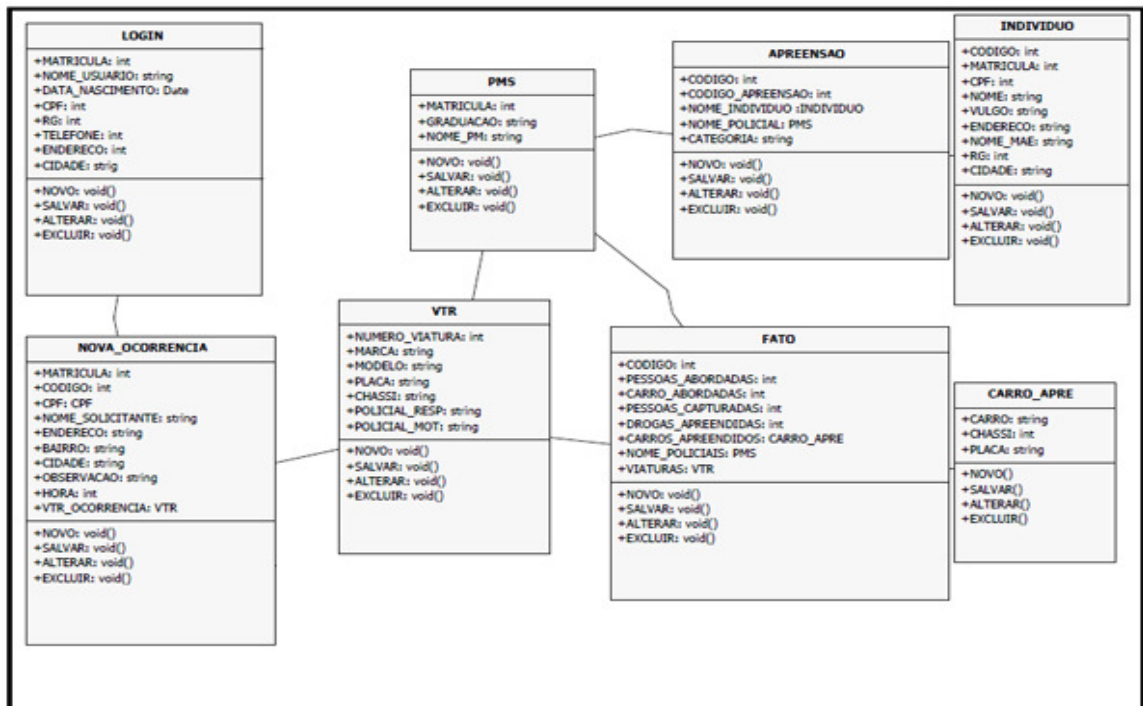 LOGIN
+MATRICULA: int
+NOME_USUARIO: string
+DATA_NASCIMENTO: Date
+CPF: int
+RG: int
+TELEFONE: int
+ENDERECO: int
+CIDADE: strig
+NOVO: void()
+SALVAR: void()
+ALTERAR: void()
+EXCLUIR: void()
PMS
+MATRICULA: int
+GRADUACAO: string
+NOME_PM: string
+NOVO: void()
+SALVAR: void()
+ALTERAR: void()
+EXCLUIR: void()
APREENSAO
+CODIGO: int
+CODIGO_APREENSAO: int
+NOME_INDIVIDUO :INDIVIDUO
+NOME_POLICIAL: PMS
+CATEGORIA: string
+NOVO: void()
+SALVAR: void()
+ALTERAR: void()
+EXCLUIR: void()
INDIVIDUO
+CODIGO: int
+MATRICULA: int
+CPF: int
+NOME: string
+VULGO: string
+ENDERECO: string
+NOME_MAE: string
+RG: int
+CIDADE: string
+NOVO: void()
+SALVAR: void()
+ALTERAR: void()
+EXCLUIR: void()
NOVA_OCORRENCIA
+MATRICULA: int
+CODIGO: int
+CPF: CPF
+NOME_SOLICITANTE: string
+ENDERECO: string
+BAIRRO: string
+CIDADE: string
+OBSERVACAO: string
+HORA: int
+VTR_OCORRENCIA: VTR
+NOVO: void()
+SALVAR: void()
+ALTERAR: void()
+EXCLUIR: void()
VTR
+NUMERO_VIATURA: int
+MARCA: string
+MODELO: string
+PLACA: string
+CHASSI: string
+POLICIAL_RESP: string
+POLICIAL_MOT: string
+NOVO: void()
+SALVAR: void()
+ALTERAR: void()
+EXCLUIR: void()
FATO
+CODIGO: int
+PESSOAS_ABORDADAS: int
+CARRO_ABORDADAS: int
+PESSOAS_CAPTURADAS: int
+DROGAS_APREENDIDAS: int
+CARROS_APREENDIDOS: CARRO_APRE
+NOME_POLICIAIS: PMS
+VIATURAS: VTR
+NOVO: void()
+SALVAR: void()
+ALTERAR: void()
+EXCLUIR: void()
CARRO_APRE
+CARRO: string
+CHASSI: int
+PLACA: string
+NOVO()
+SALVAR()
+ALTERAR()
+EXCLUIR()